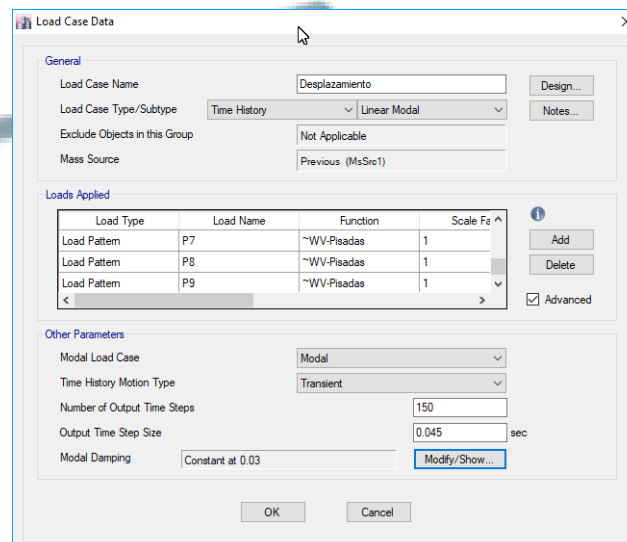 Load Case Data
General
Load Case Name Desplazamiento Design...
Load Case Type/Subtype Time History Linear Modal Notes...
Exclude Objects in this Group Not Applicable
Mass Source Previous (MsSrc1)
Loads Applied
Load Type Load Name Function Scale Fa
Load Pattern P7 ~WV-Pisadas 1 Add
Load Pattern P8 ~WV-Pisadas 1 Delete
Load Pattern P9 ~WV-Pisadas 1
Advanced
Other Parameters
Modal Load Case Modal
Time History Motion Type Transient
Number of Output Time Steps 150
Output Time Step Size 0.045 sec
Modal Damping Constant at 0.03 Modify/Show...
OK Cancel